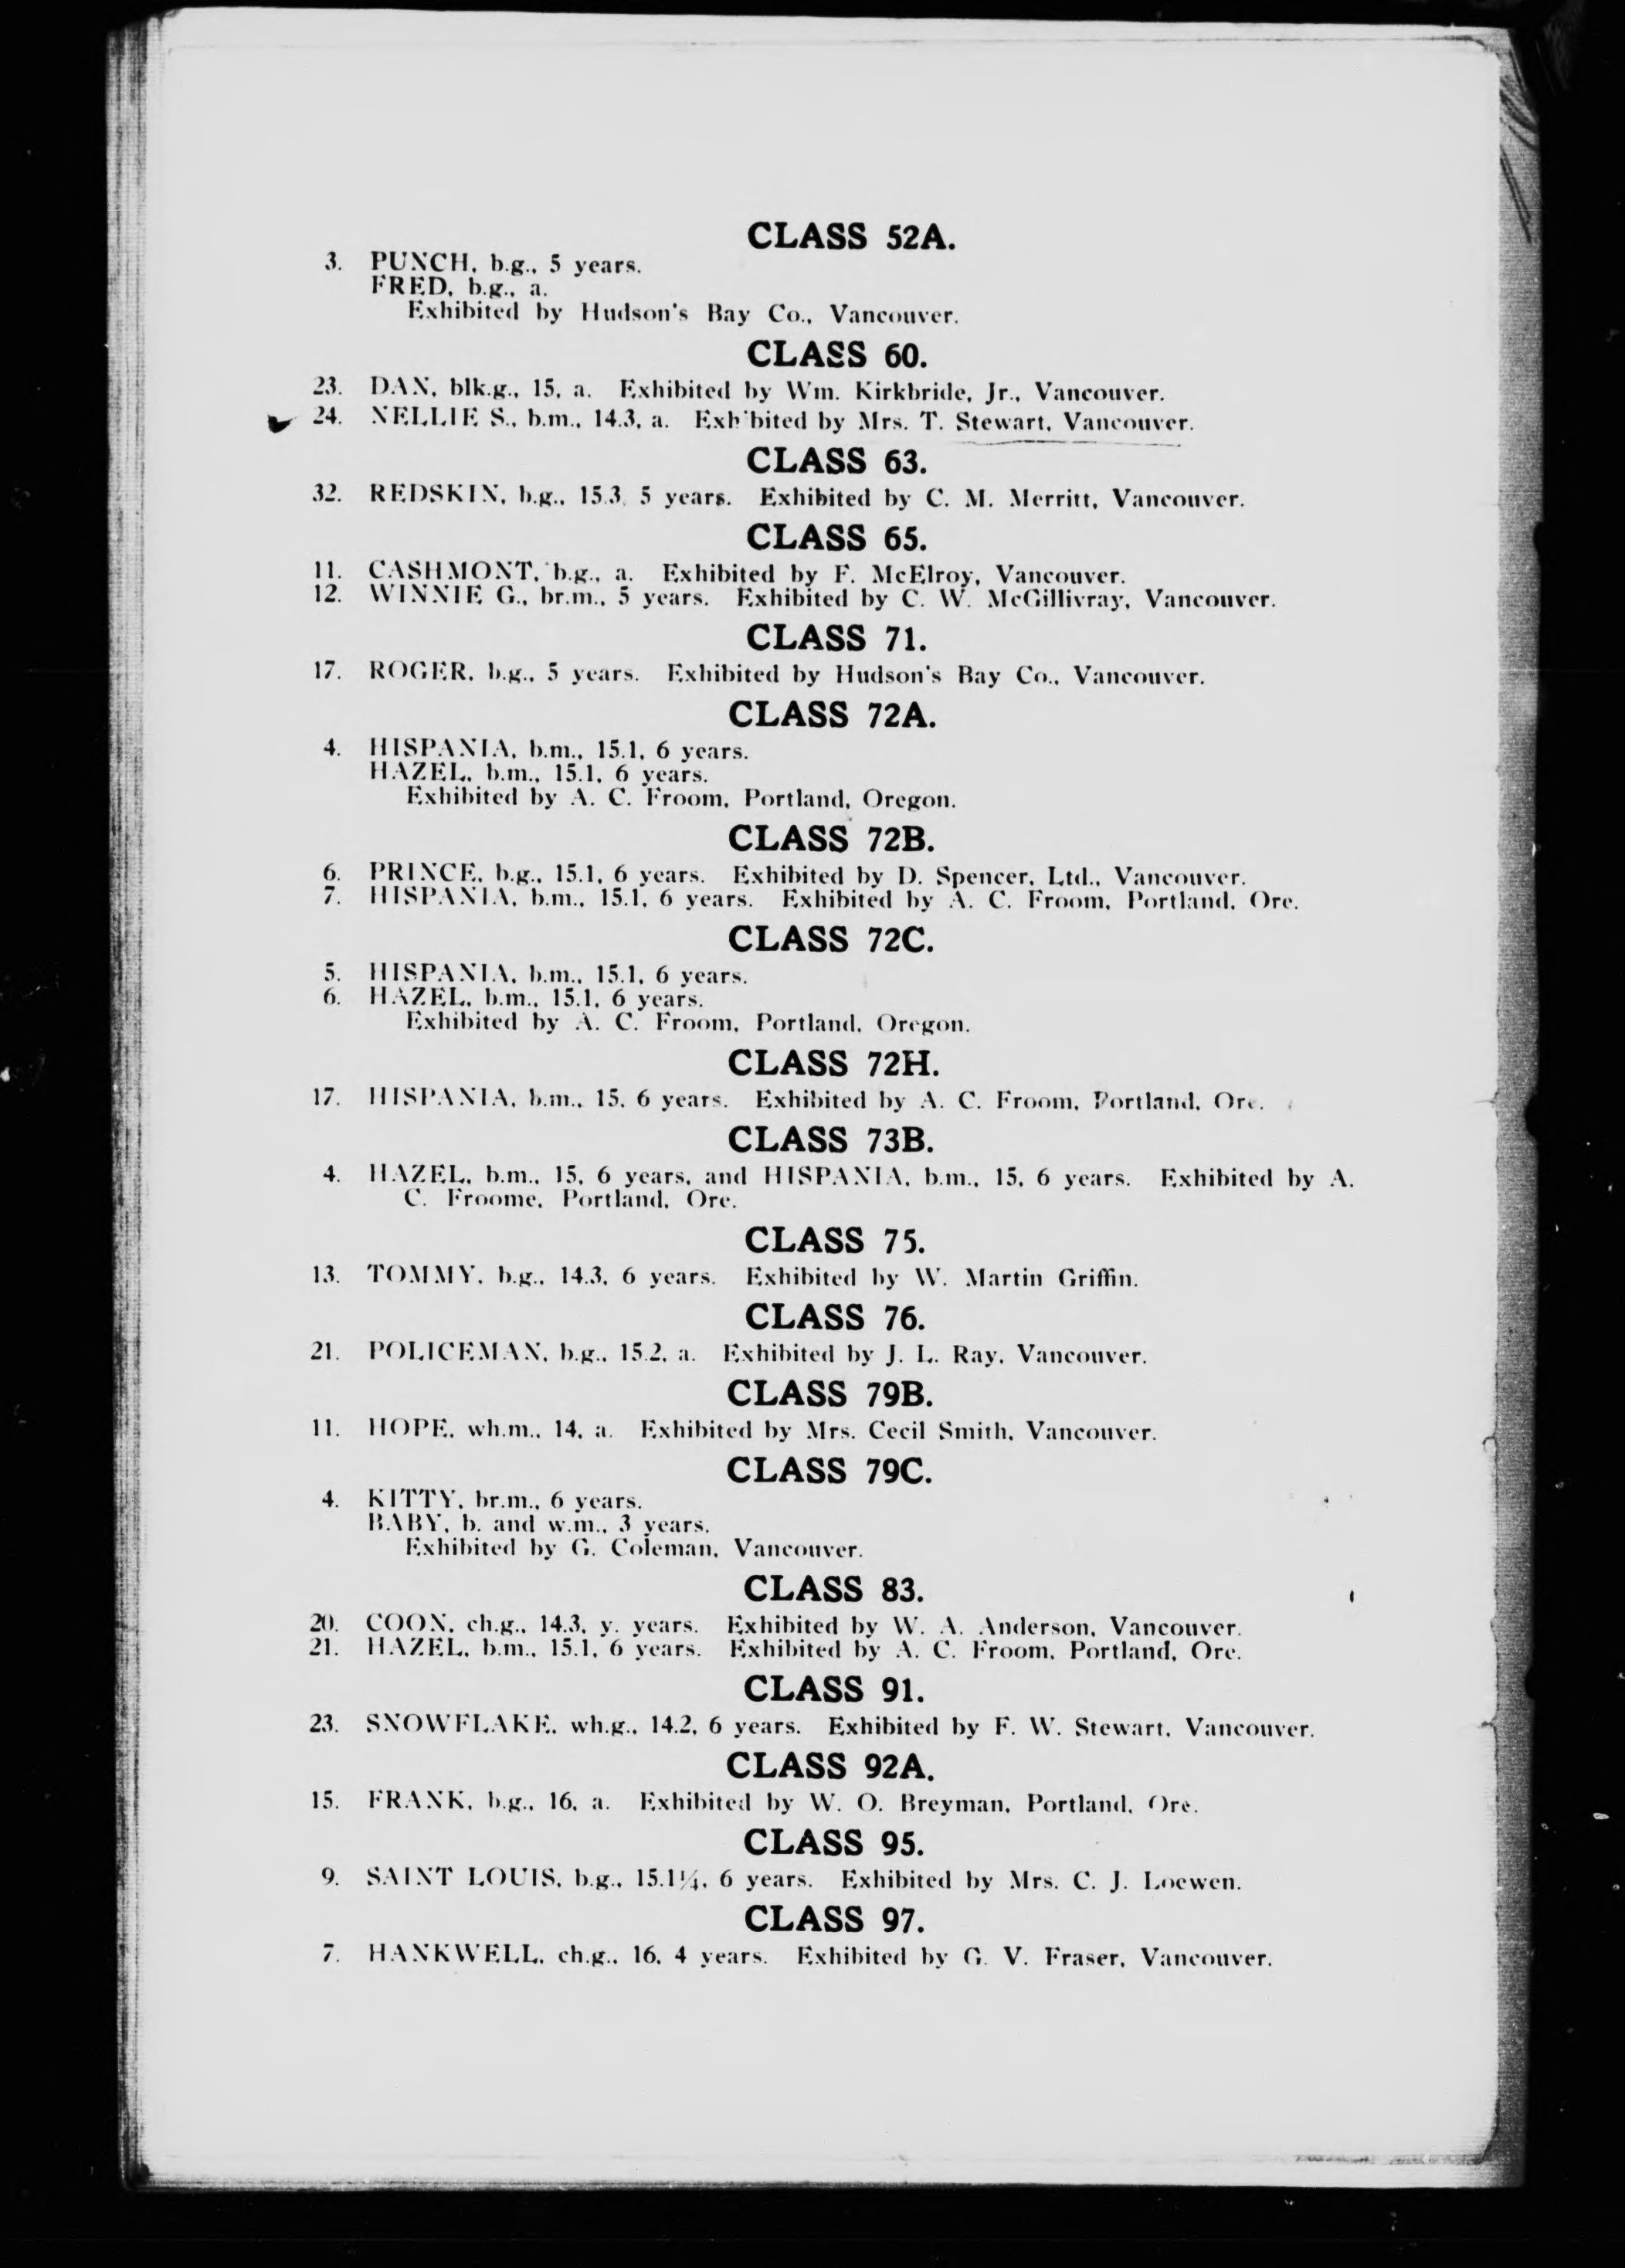 CLASS 52A.
3. PUNCH, b.g., 5 years.
FRED, b.g., a.
Exhibited by Hudson's Bay Co., Vancouver.
CLASS 60.
23. DAN, blk.g., 15, a. Exhibited by Wm. Kirkbride, Jr., Vancouver.
24. NELLIE S., b.m., 14.3, a. Exhibited by Mrs. T. Stewart, Vancouver.
CLASS 63.
32. REDSKIN, b.g., 15.3, 5 years. Exhibited by C. M. Merritt, Vancouver.
CLASS 65.
11. CASHMONT, b.g., a. Exhibited by F. McElroy, Vancouver.
12. WINNIE G., br.m., 5 years. Exhibited by C. W. McGillivray, Vancouver.
CLASS 71.
17. ROGER, b.g., 5 years. Exhibited by Hudson's Bay Co., Vancouver.
CLASS 72A.
4. HISPANIA, b.m., 15.1, 6 years.
HAZEL, b.m., 15.1, 6 years.
Exhibited by A. C. Froom, Portland, Oregon.
CLASS 72B.
6. PRINCE, b.g., 15.1, 6 years. Exhibited by D. Spencer, Ltd., Vancouver.
7. HISPANIA, b.m., 15.1, 6 years. Exhibited by A. C. Froom, Portland, Ore.
CLASS 72C.
5. HISPANIA, b.m., 15.1, 6 years.
6. HAZEL, b.m., 15.1, 6 years.
Exhibited by A. C. Froom, Portland, Oregon.
CLASS 72H.
17. HISPANIA, b.m., 15, 6 years. Exhibited by A. C. Froom, Portland, Ore.
CLASS 73B.
4. HAZEL, b.m., 15, 6 years, and HISPANIA, b.m., 15, 6 years. Exhibited by A.
C. Froome, Portland, Ore.
CLASS 75.
13. TOMMY, b.g., 14.3, 6 years. Exhibited by W. Martin Griffin.
CLASS 76.
21. POLICEMAN, b.g., 15.2, a. Exhibited by J. L. Ray, Vancouver.
CLASS 79B.
11. HOPE, wh.m., 14, a. Exhibited by Mrs. Cecil Smith, Vancouver.
CLASS 79C.
4. KITTY, br.m., 6 years.
BABY, b. and w.m., 3 years.
Exhibited by G. Coleman, Vancouver.
CLASS 83.
20. COON, ch.g., 14.3, y. years. Exhibited by W. A. Anderson, Vancouver.
21. HAZEL, b.m., 15.1, 6 years. Exhibited by A. C. Froom, Portland, Ore.
CLASS 91.
23. SNOWFLAKE, wh.g., 14.2, 6 years. Exhibited by F. W. Stewart, Vancouver.
CLASS 92A.
15. FRANK, b.g., 16, a. Exhibited by W. O. Breyman, Portland, Ore.
CLASS 95.
9. SAINT LOUIS, b.g., 15.1¼, 6 years. Exhibited by Mrs. C. J. Loewen.
CLASS 97.
7. HANKWELL, ch.g., 16, 4 years. Exhibited by G. V. Fraser, Vancouver.